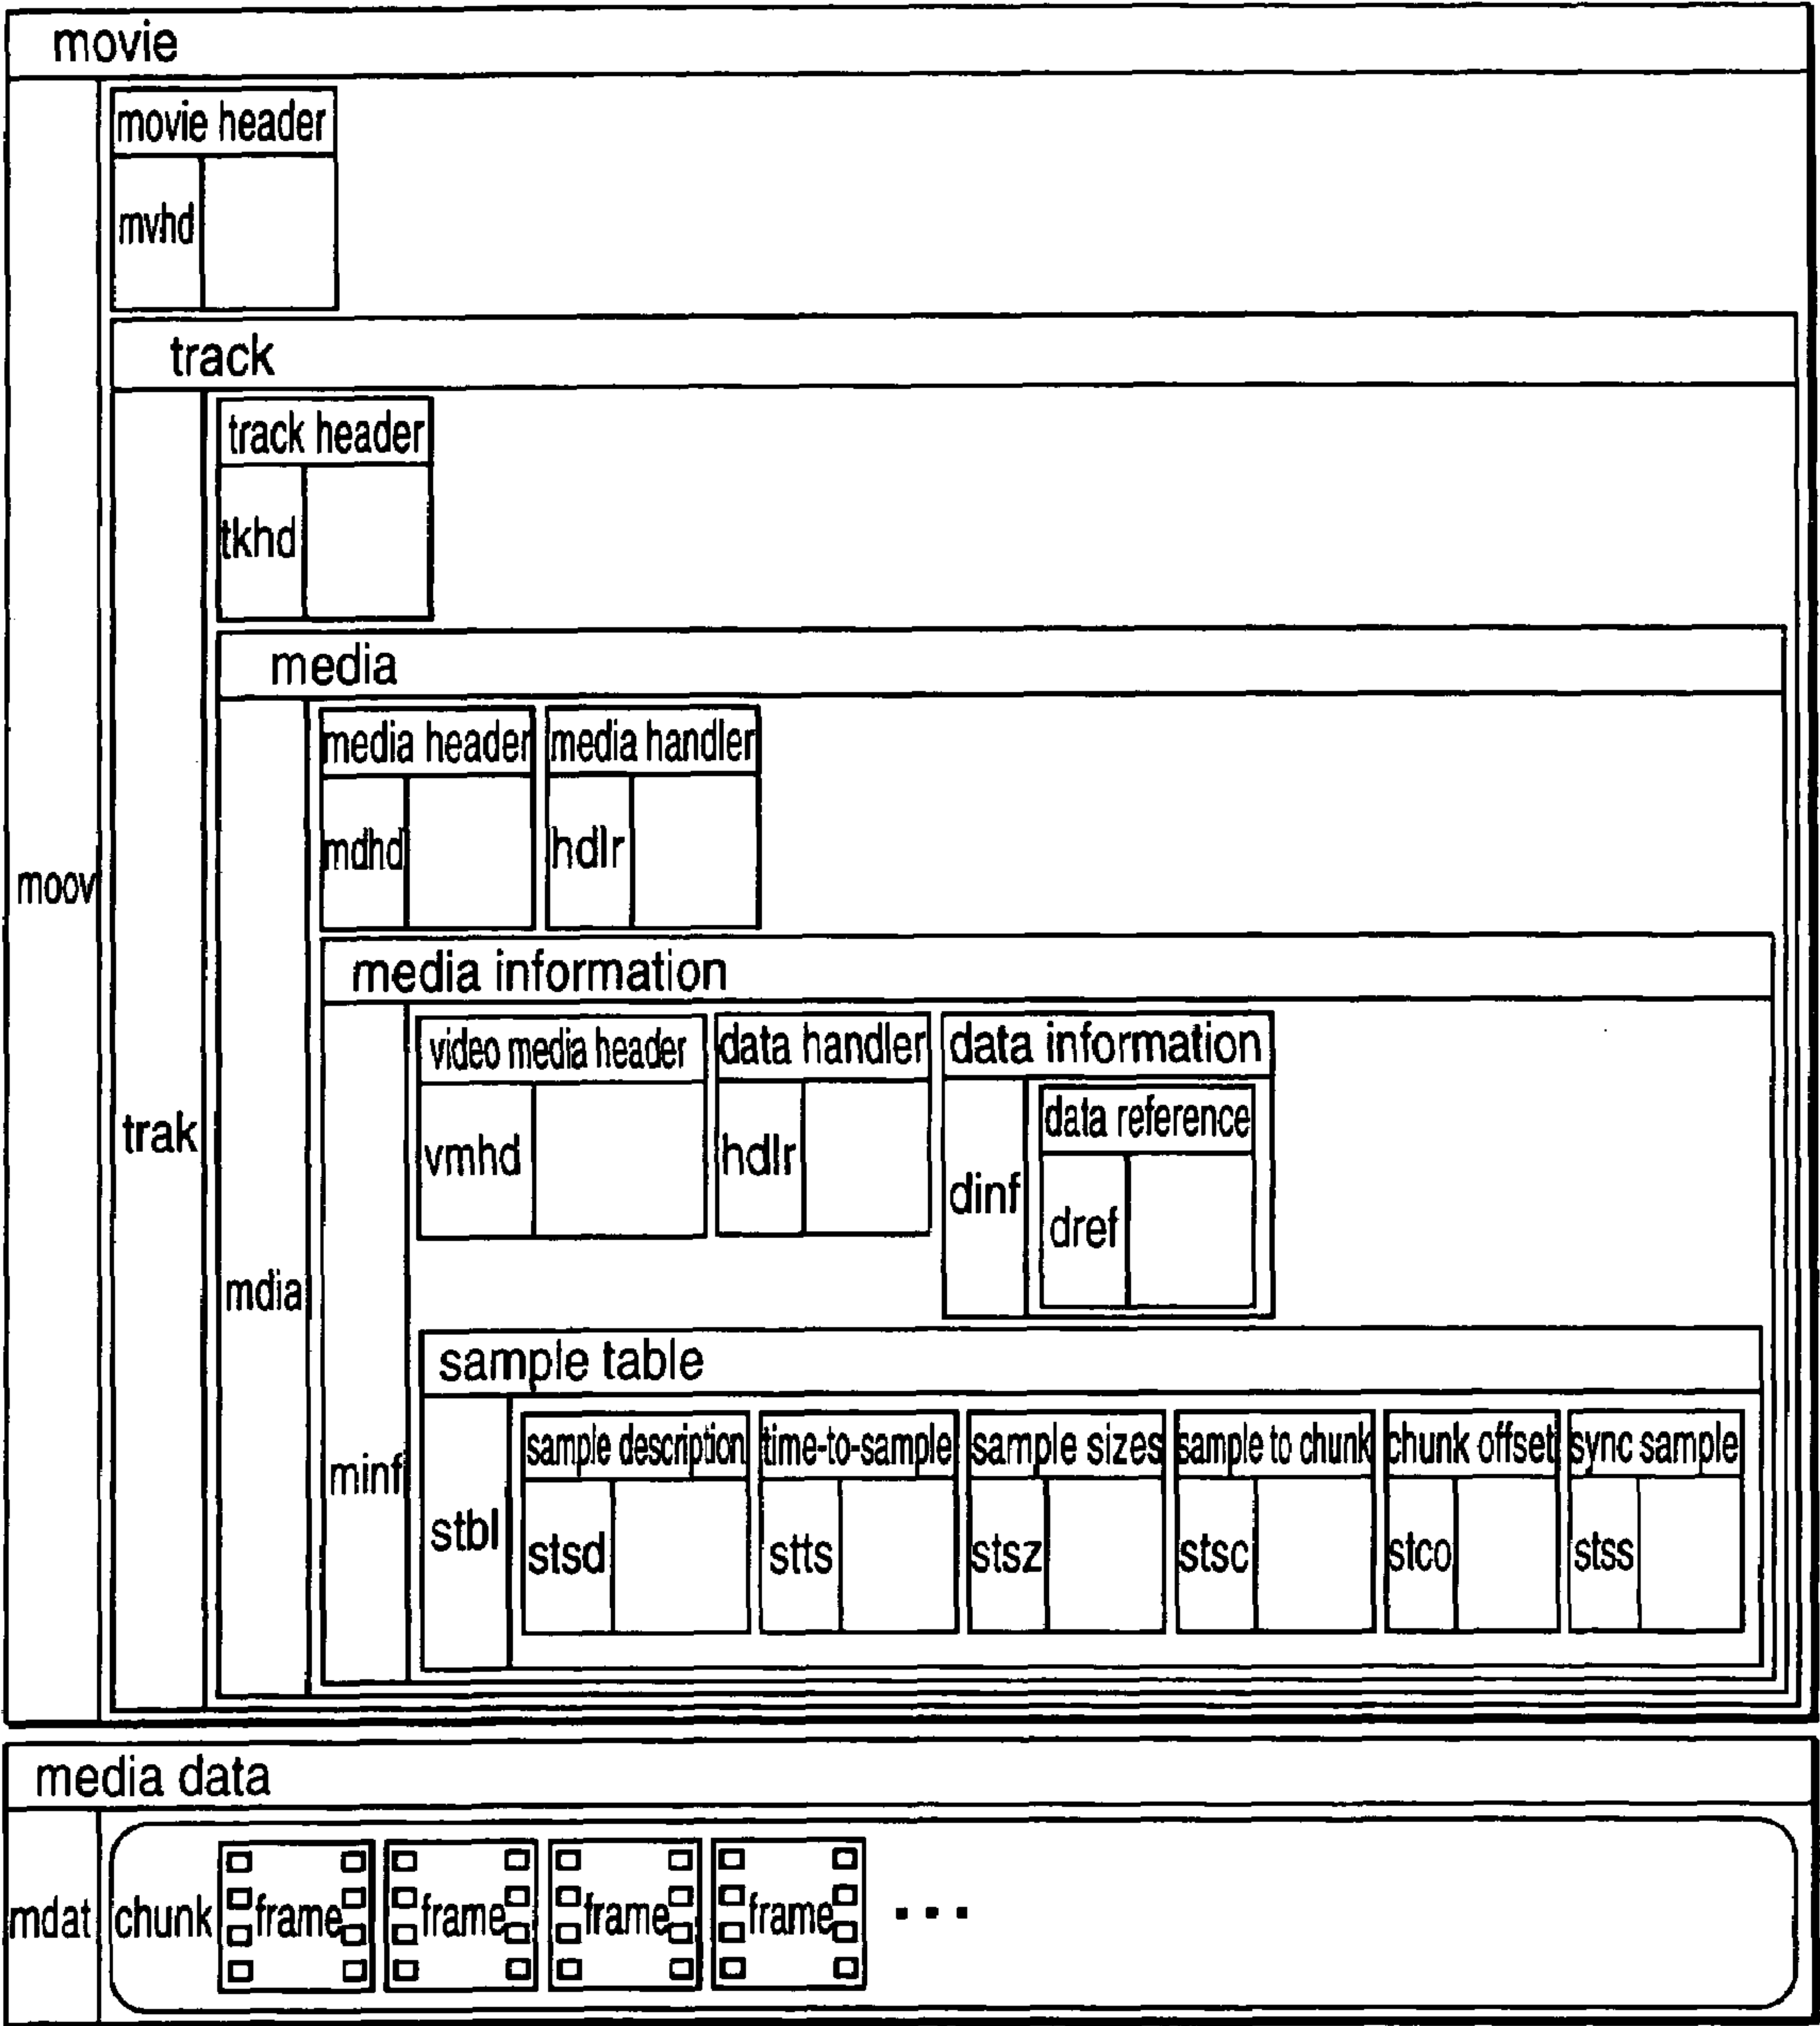 movie
movie header
mvhd
track
track header
tkhd
media
media header media handler
mdhd hdlr
moov
media information
video media header data handler data information
data reference
trak
vmhd hdlr dinf
dref
mdia
sample table
sample description time-to-sample sample sizes sample to chunk chunk offset sync sample
minf
stbl stsd stts stsz stsc stco stss
media data
mdat chunk frame frame frame frame ...